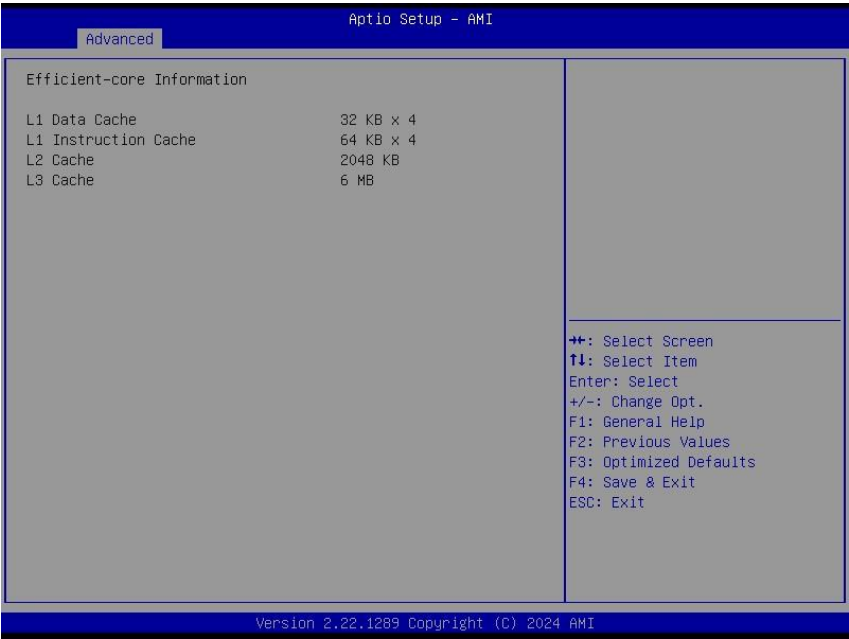 Aptio Setup - AMI
Advanced
Efficient-core Information
L1 Data Cache 32 KB x 4
L1 Instruction Cache 64 KB x 4
L2 Cache 2048 KB
L3 Cache 6 MB
→←: Select Screen
↑↓: Select Item
Enter: Select
+/-: Change Opt.
F1: General Help
F2: Previous Values
F3: Optimized Defaults
F4: Save & Exit
ESC: Exit
Version 2.22.1289 Copyright (C) 2024 AMI